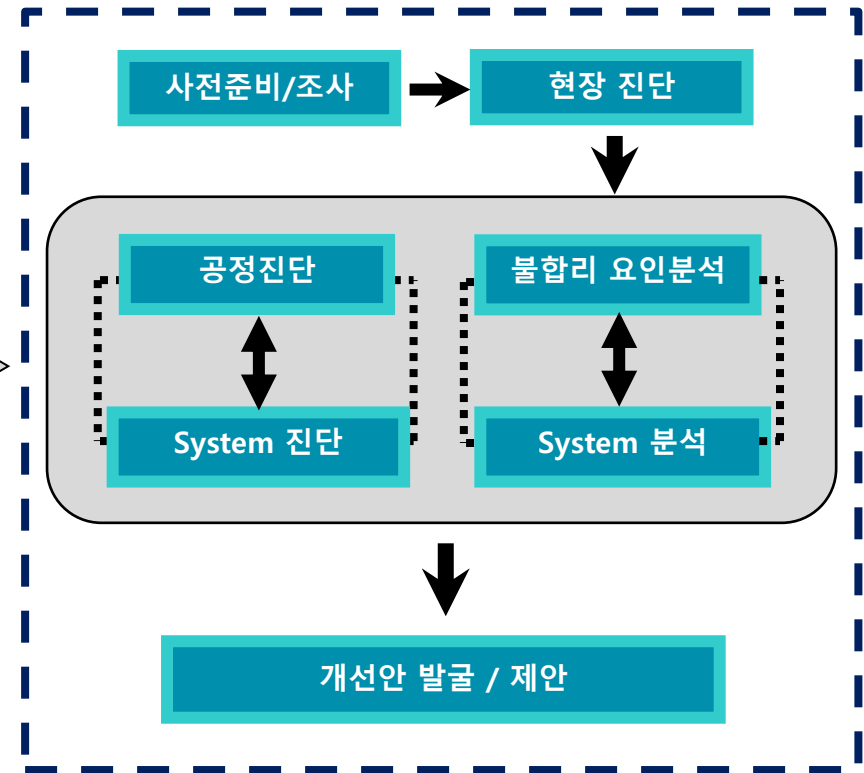 사전준비/조사
현장 진단
공정진단
불합리 요인분석
System 진단
System 분석
개선안 발굴 / 제안